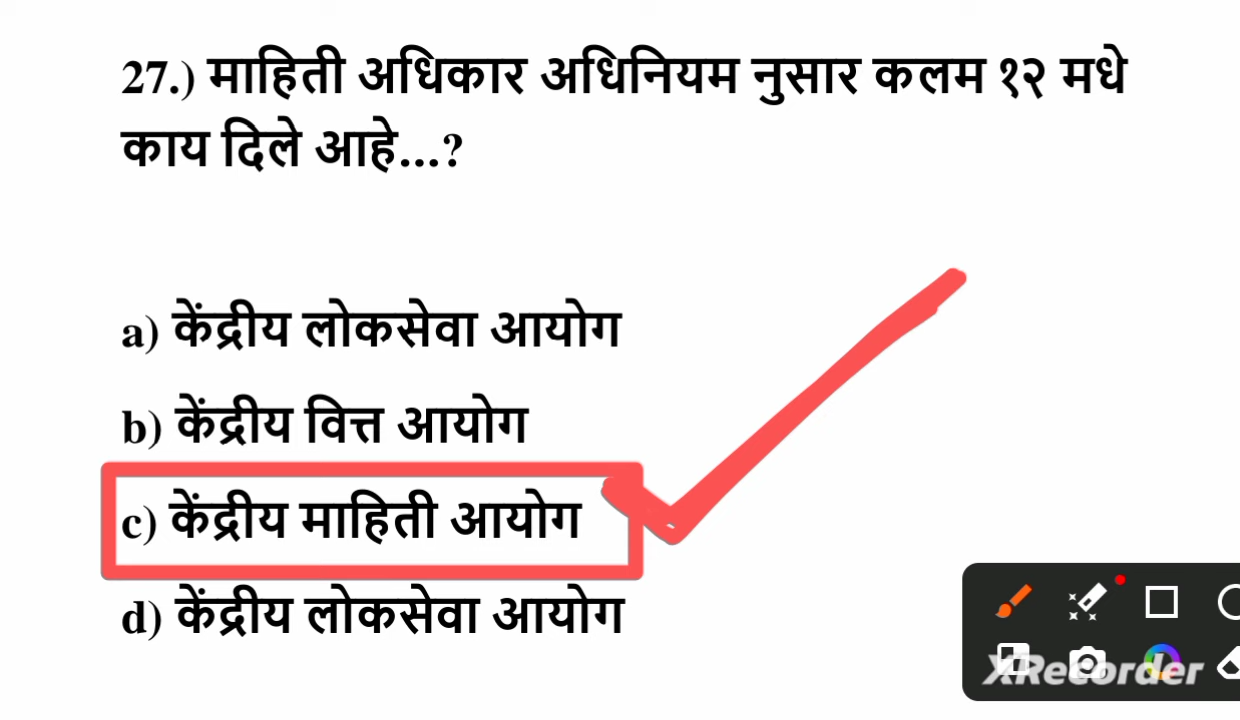 27.) माहिती अधिकार अधिनियम नुसार कलम १२ मधे
काय दिले आहे...?
a) केंद्रीय लोकसेवा आयोग
b) केंद्रीय वित्त आयोग
c) केंद्रीय माहिती आयोग
d) केंद्रीय लोकसेवा आयोग
XRecorder